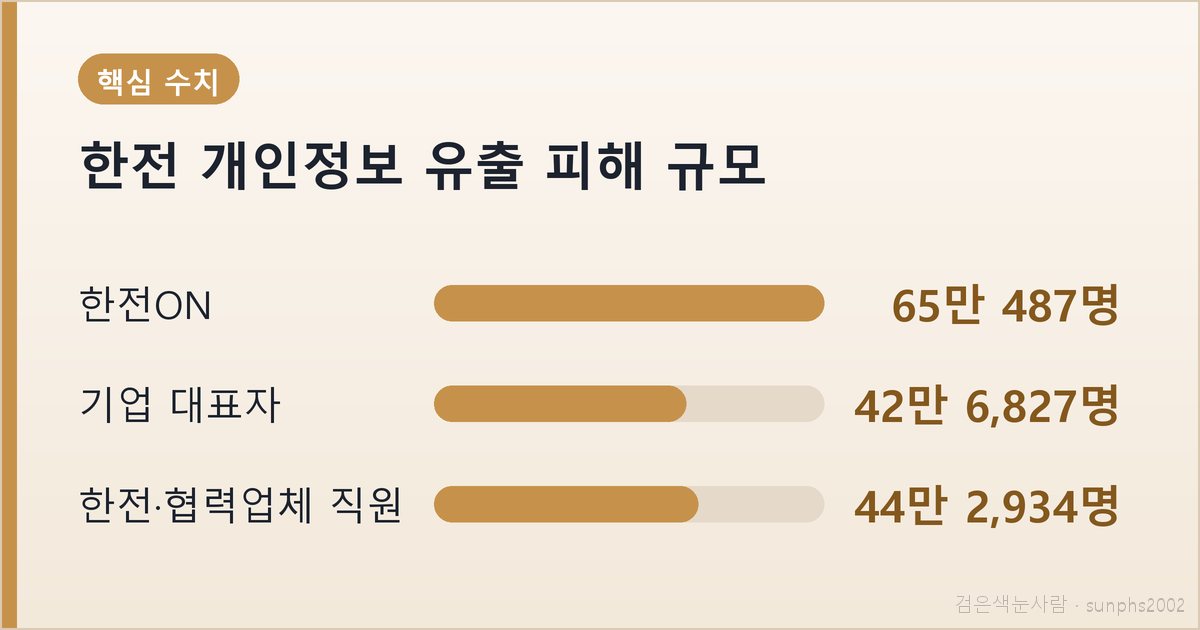 핵심 수치
한전 개인정보 유출 피해 규모
한전ON 65만 487명
기업 대표자 42만 6,827명
한전·협력업체 직원 44만 2,934명
검은색눈사람 · sunphs2002